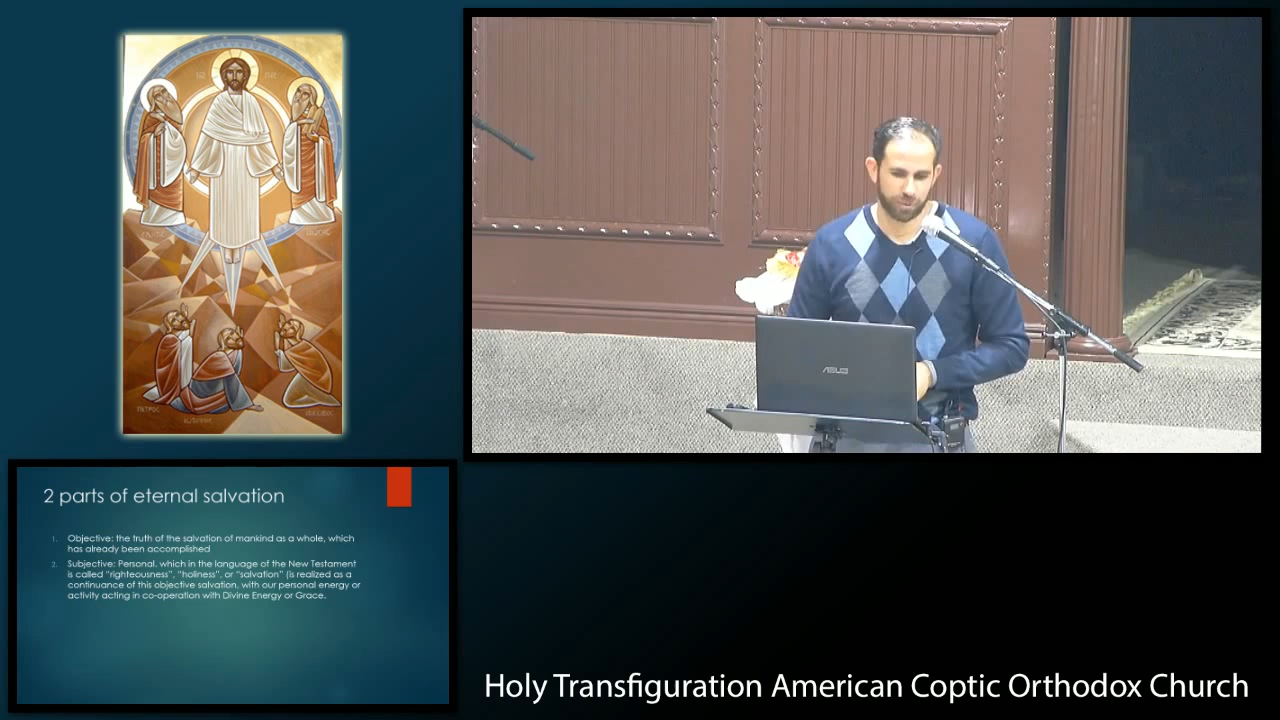 2 parts of eternal salvation
1. Objective: the truth of the salvation of mankind as a whole, which
has already been accomplished
2. Subjective: Personal, which in the language of the New Testament
is called “righteousness”, “holiness”, or “salvation” (is realized as a
continuance of this objective salvation, with our personal energy or
activity acting in co-operation with Divine Energy or Grace.
ASUS
Holy Transfiguration American Coptic Orthodox Church